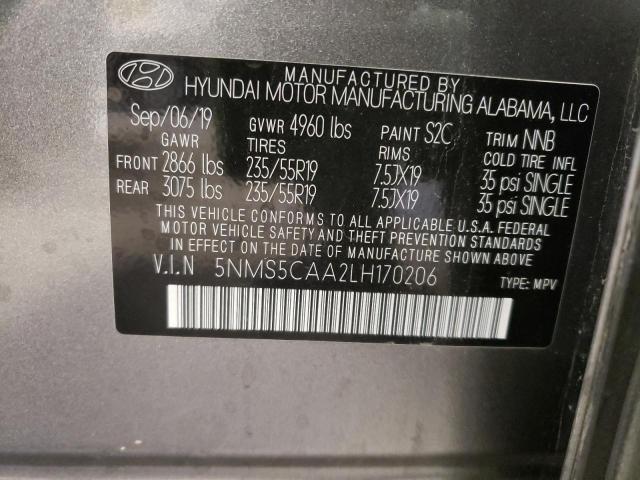 MANUFACTURED BY
HYUNDAI MOTOR MANUFACTURING ALABAMA, LLC
Sep/06/19 GVWR 4960 lbs PAINT S2C TRIM NNB
GAWR TIRES RIMS COLD TIRE INFL
FRONT 2866 lbs 235/55R19 7.57X19 35 psi SINGLE
REAR 3075 lbs 235/55R19 7.57X19 35 psi SINGLE
THIS VEHICLE CONFORMS TO ALL APPLICABLE U.S.A. FEDERAL
MOTOR VEHICLE SAFETY AND THEFT PREVENTION STANDARDS
IN EFFECT ON THE DATE OF MANUFACTURE SHOWN ABOVE
V.I.N 5NMS5CAA2LH170206 TYPE: MPV